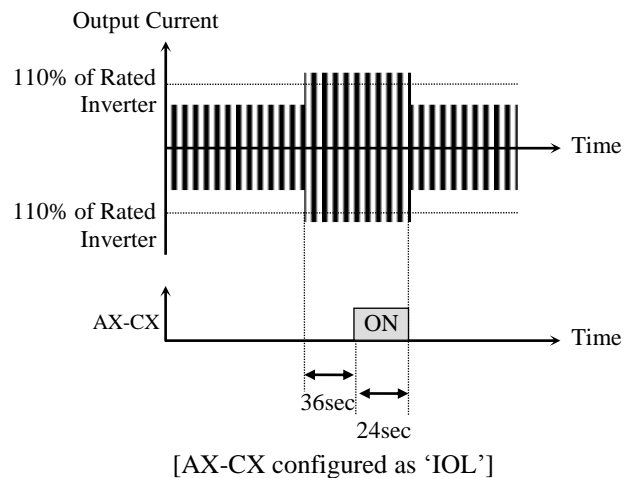 Output Current
110% of Rated
Inverter
Time
110% of Rated
Inverter
AX-CX
ON
Time
36sec
24sec
[AX-CX configured as ‘IOL’]